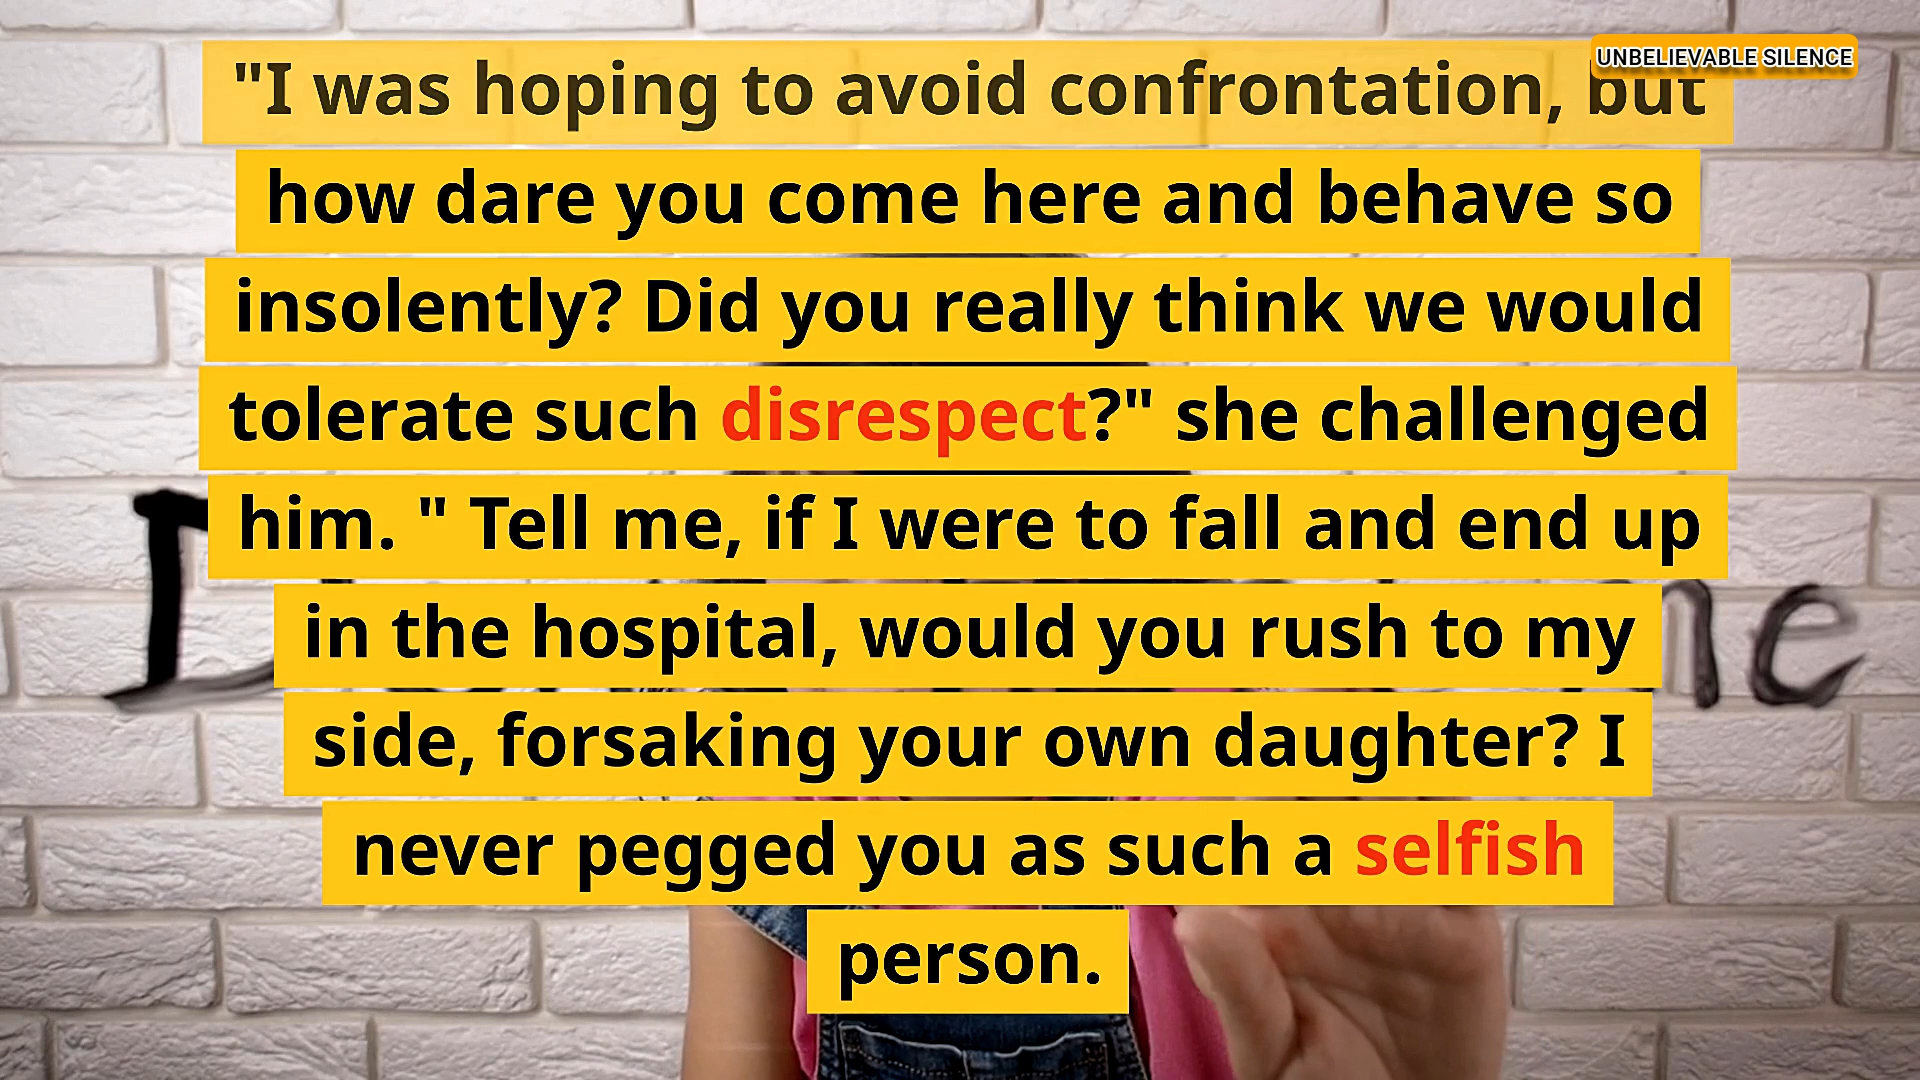 UNBELIEVABLE SILENCE
"I was hoping to avoid confrontation, but
how dare you come here and behave so
insolently? Did you really think we would
tolerate such disrespect?" she challenged
him. " Tell me, if I were to fall and end up
in the hospital, would you rush to my
side, forsaking your own daughter? I
never pegged you as such a selfish
person.
me